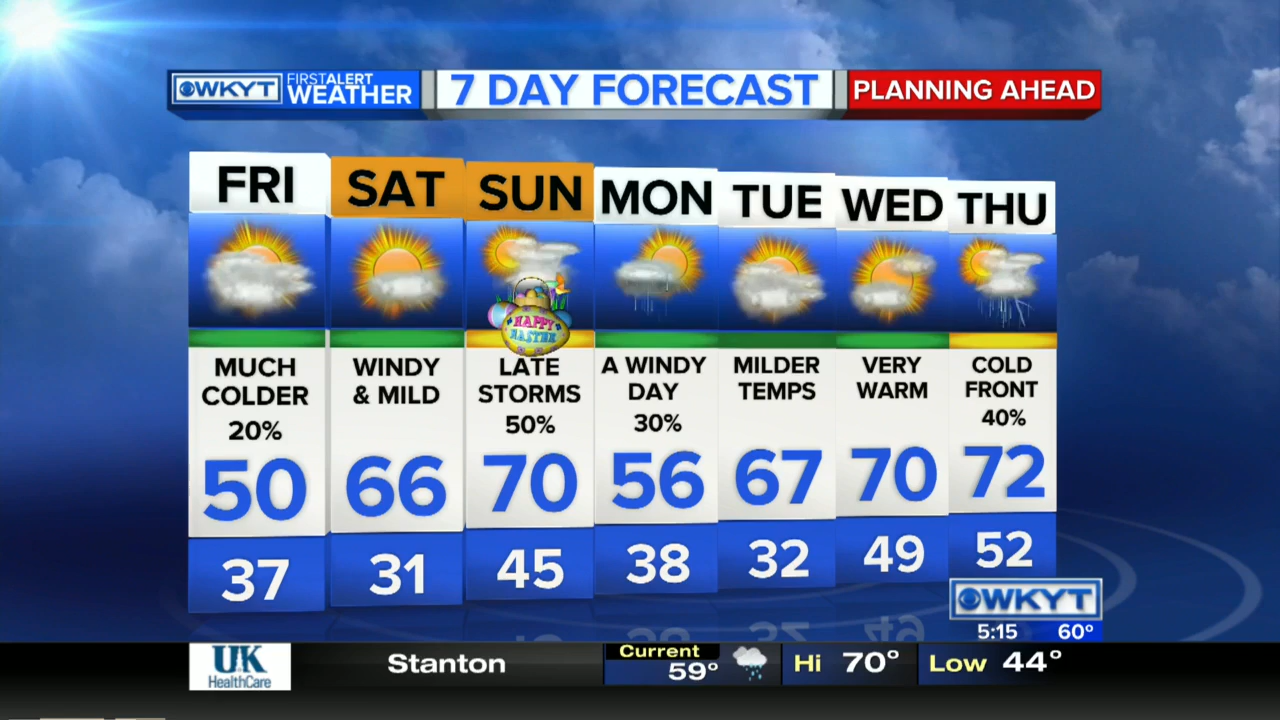 WKYT FIRST ALERT WEATHER
7 DAY FORECAST
PLANNING AHEAD
FRI
MUCH
COLDER
20%
50
37
SAT
WINDY
& MILD
66
31
SUN
HAPPY
EASTER
LATE
STORMS
50%
70
45
MON
A WINDY
DAY
30%
56
38
TUE
MILDER
TEMPS
67
32
WED
VERY
WARM
70
49
THU
COLD
FRONT
40%
72
52
WKYT
5:15 60°
UK
HealthCare
Stanton
Current
59°
Hi 70°
Low 44°